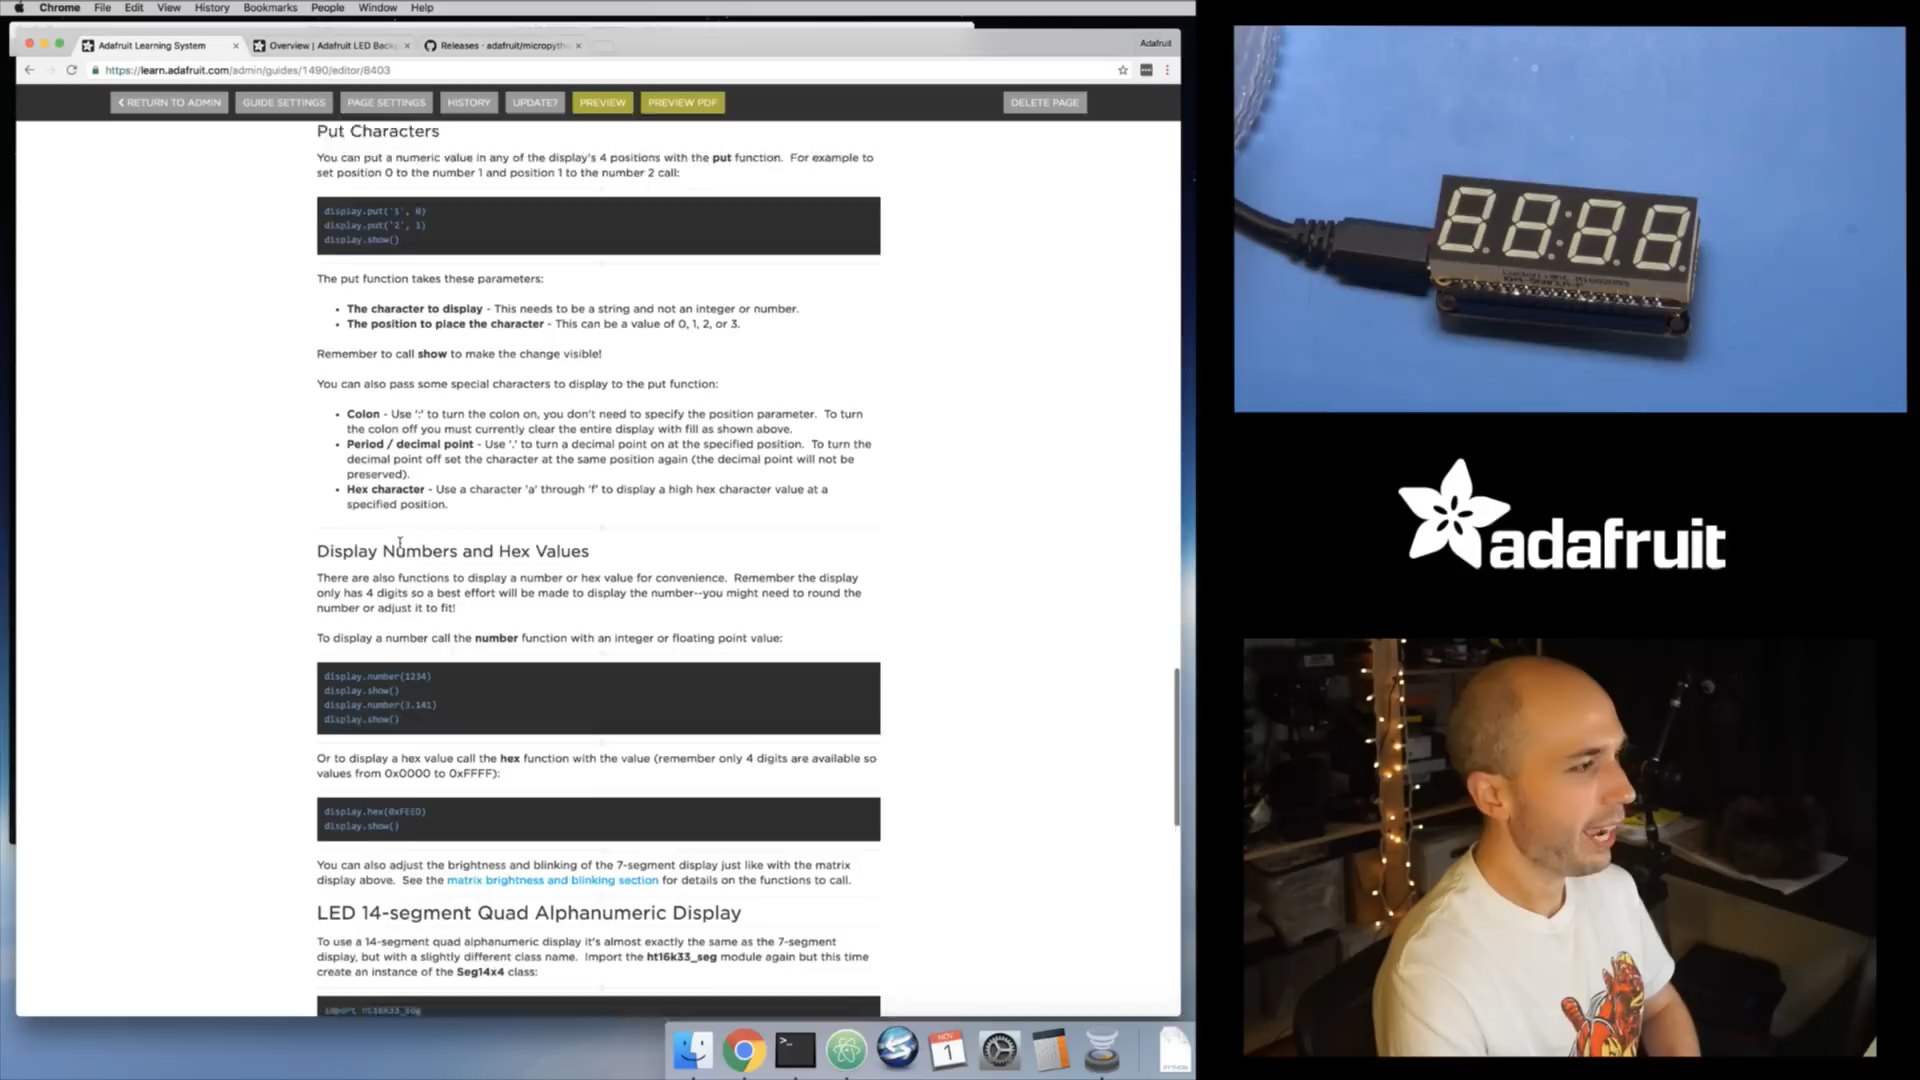 Chrome File Edit View History Bookmarks People Window Help
Adafruit Learning System
Overview | Adafruit LED Back
Releases · adafruit/micropyth
Adafruit
https://learn.adafruit.com/admin/guides/1490/editor/8403
RETURN TO ADMIN GUIDE SETTINGS PAGE SETTINGS HISTORY UPDATE? PREVIEW PREVIEW PDF DELETE PAGE
Put Characters
You can put a numeric value in any of the display's 4 positions with the put function. For example to
set position 0 to the number 1 and position 1 to the number 2 call:
display.put('1', 0)
display.put('2', 1)
display.show()
The put function takes these parameters:
• The character to display - This needs to be a string and not an integer or number.
• The position to place the character - This can be a value of 0, 1, 2, or 3.
Remember to call show to make the change visible!
You can also pass some special characters to display to the put function:
• Colon - Use ':' to turn the colon on, you don't need to specify the position parameter. To turn
the colon off you must currently clear the entire display with fill as shown above.
• Period / decimal point - Use '.' to turn a decimal point on at the specified position. To turn the
decimal point off set the character at the same position again (the decimal point will not be
preserved).
• Hex character - Use a character 'a' through 'f' to display a high hex character value at a
specified position.
Display Numbers and Hex Values
There are also functions to display a number or hex value for convenience. Remember the display
only has 4 digits so a best effort will be made to display the number--you might need to round the
number or adjust it to fit!
To display a number call the number function with an integer or floating point value:
display.number(1234)
display.show()
display.number(3.141)
display.show()
Or to display a hex value call the hex function with the value (remember only 4 digits are available so
values from 0x0000 to 0xFFFF):
display.hex(0xFEED)
display.show()
You can also adjust the brightness and blinking of the 7-segment display just like with the matrix
display above. See the matrix brightness and blinking section for details on the functions to call.
LED 14-segment Quad Alphanumeric Display
To use a 14-segment quad alphanumeric display it's almost exactly the same as the 7-segment
display, but with a slightly different class name. Import the ht16k33_seg module again but this time
create an instance of the Seg14x4 class:
import ht16k33_seg
NOV
1
PYTHON
88:88
adafruit